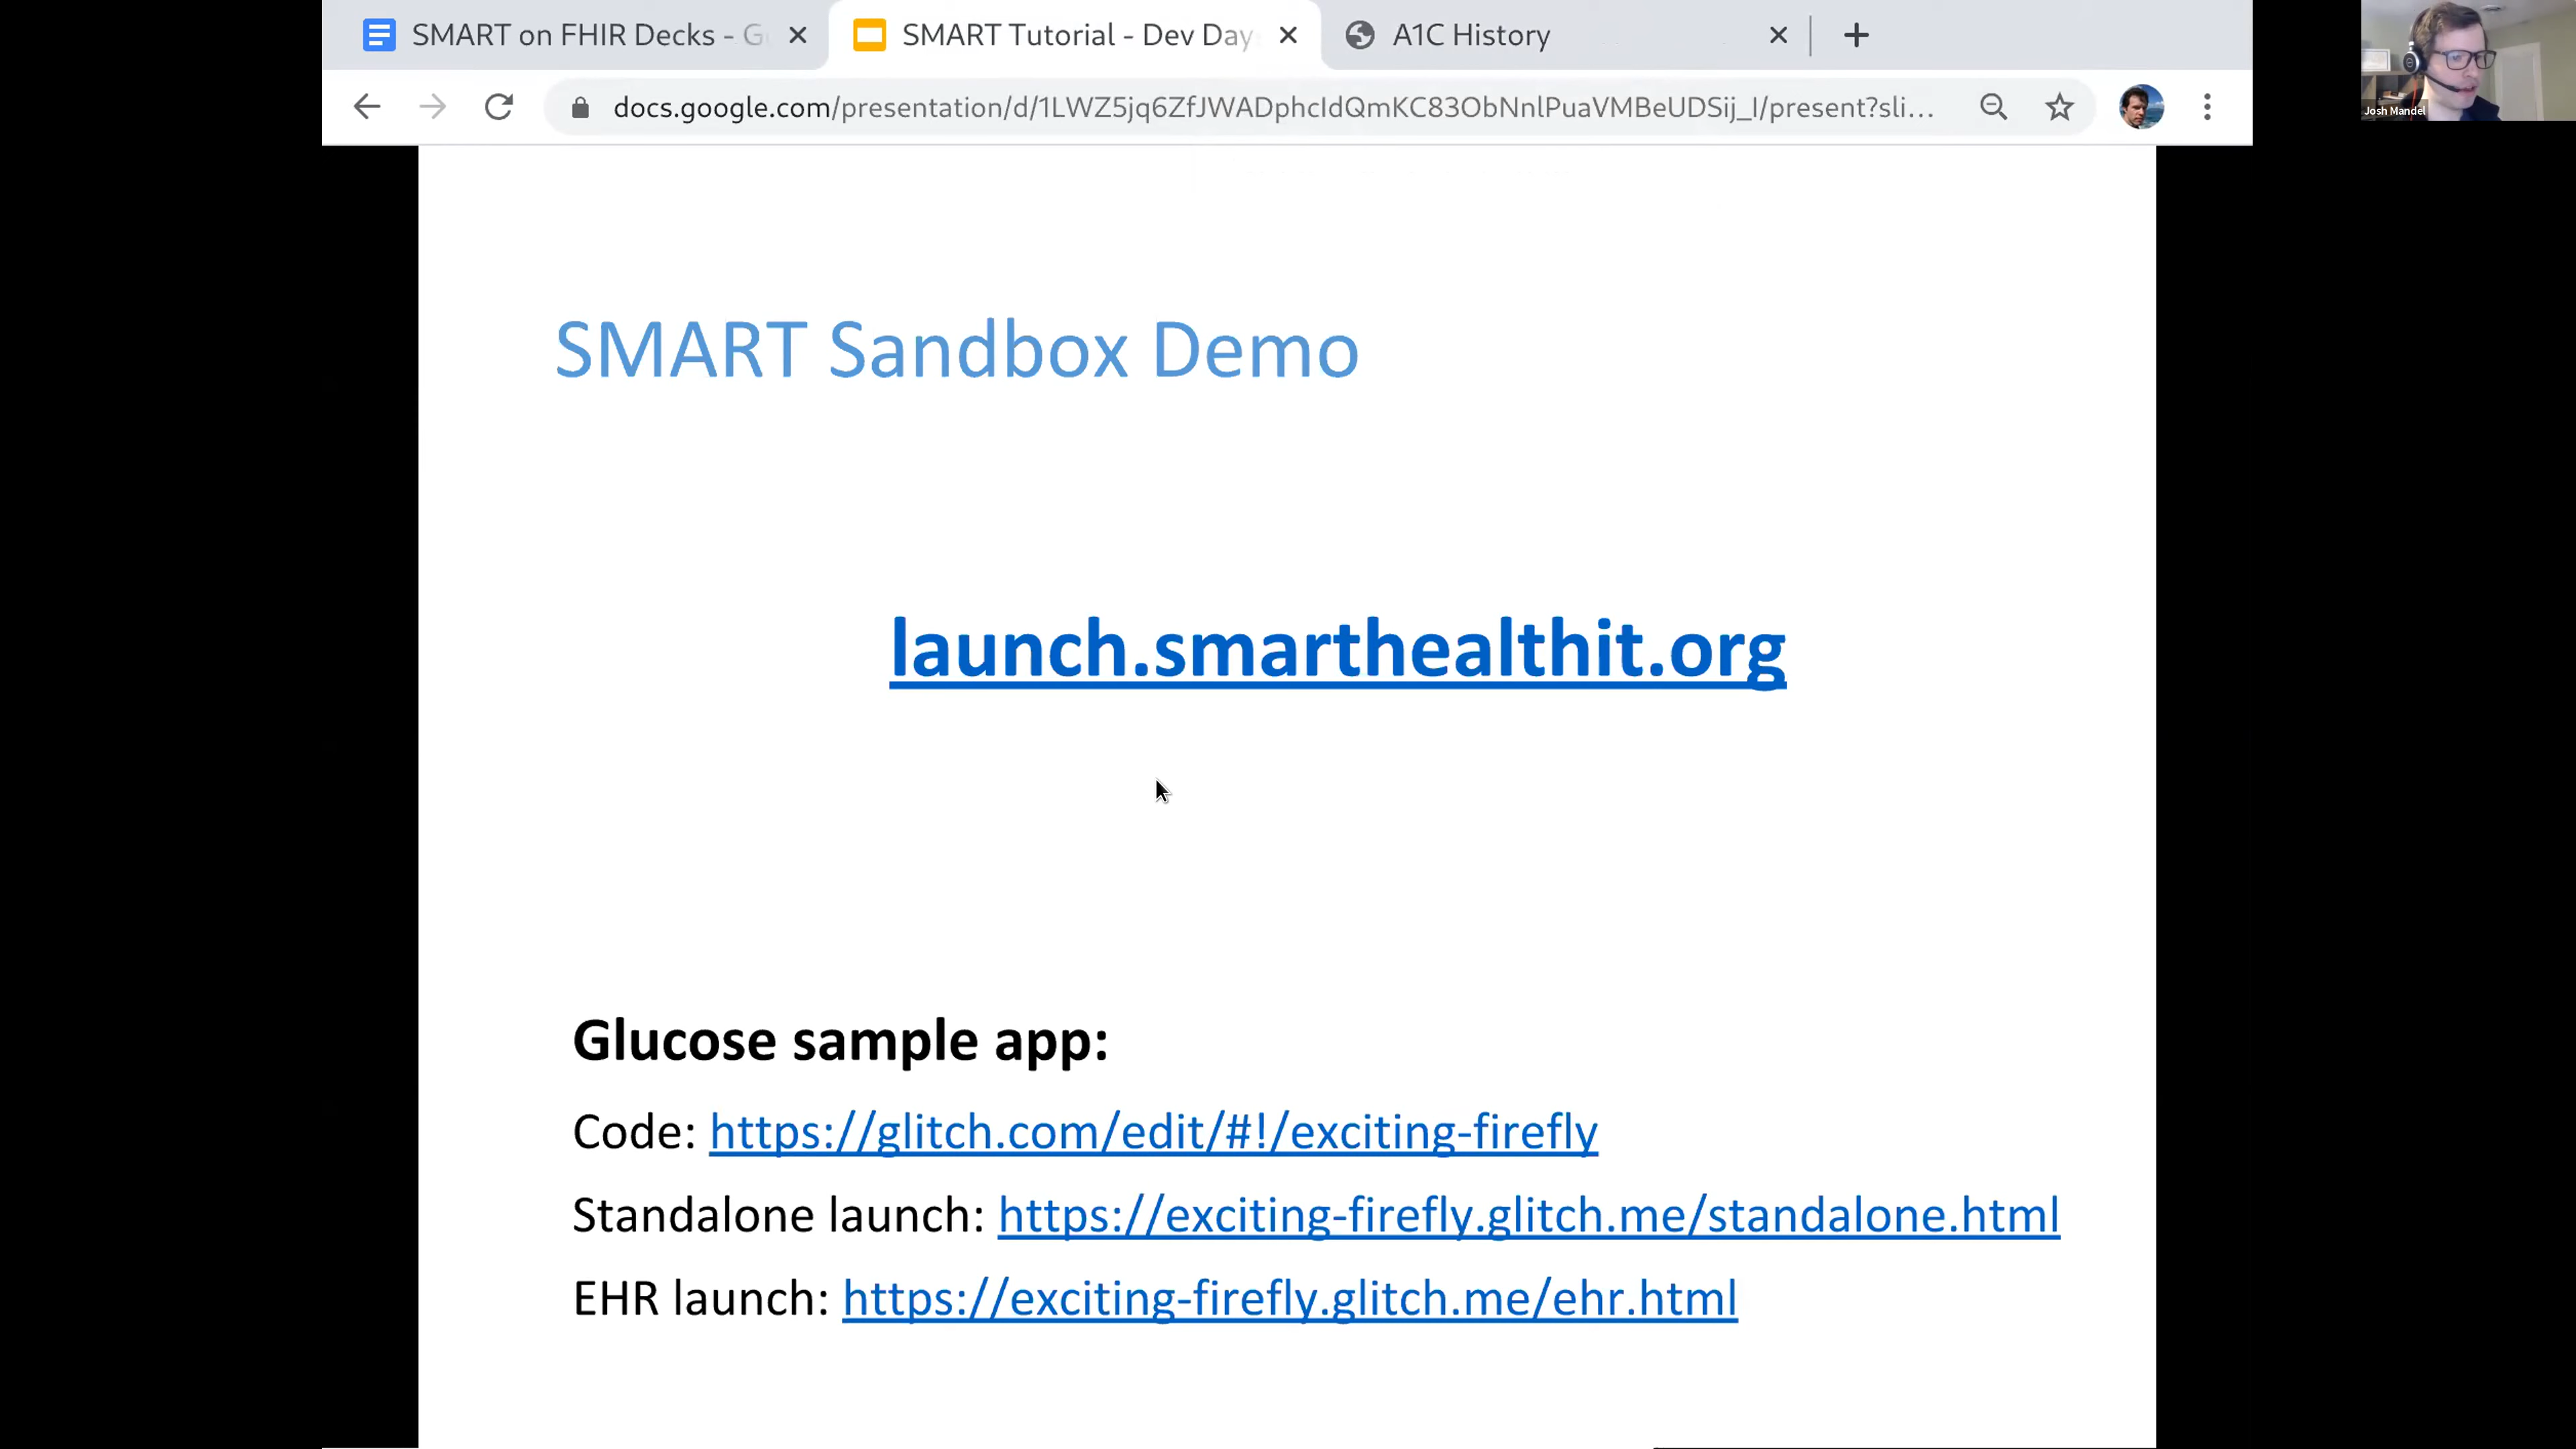 SMART on FHIR Decks - G
SMART Tutorial - Dev Day
A1C History
docs.google.com/presentation/d/1LWZ5jq6ZfJWADphcIdQmKC83ObNnlPuaVMBeUDSij_I/present?sli...
Josh Mandel
SMART Sandbox Demo
launch.smarthealthit.org
Glucose sample app:
Code: https://glitch.com/edit/#!/exciting-firefly
Standalone launch: https://exciting-firefly.glitch.me/standalone.html
EHR launch: https://exciting-firefly.glitch.me/ehr.html